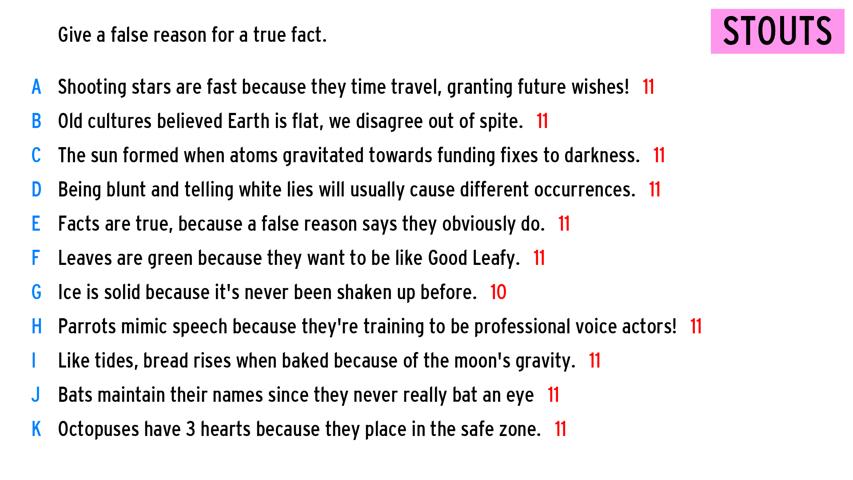 Give a false reason for a true fact.
STOUTS
A Shooting stars are fast because they time travel, granting future wishes! 11
B Old cultures believed Earth is flat, we disagree out of spite. 11
C The sun formed when atoms gravitated towards funding fixes to darkness. 11
D Being blunt and telling white lies will usually cause different occurrences. 11
E Facts are true, because a false reason says they obviously do. 11
F Leaves are green because they want to be like Good Leafy. 11
G Ice is solid because it's never been shaken up before. 10
H Parrots mimic speech because they're training to be professional voice actors! 11
I Like tides, bread rises when baked because of the moon's gravity. 11
J Bats maintain their names since they never really bat an eye 11
K Octopuses have 3 hearts because they place in the safe zone. 11